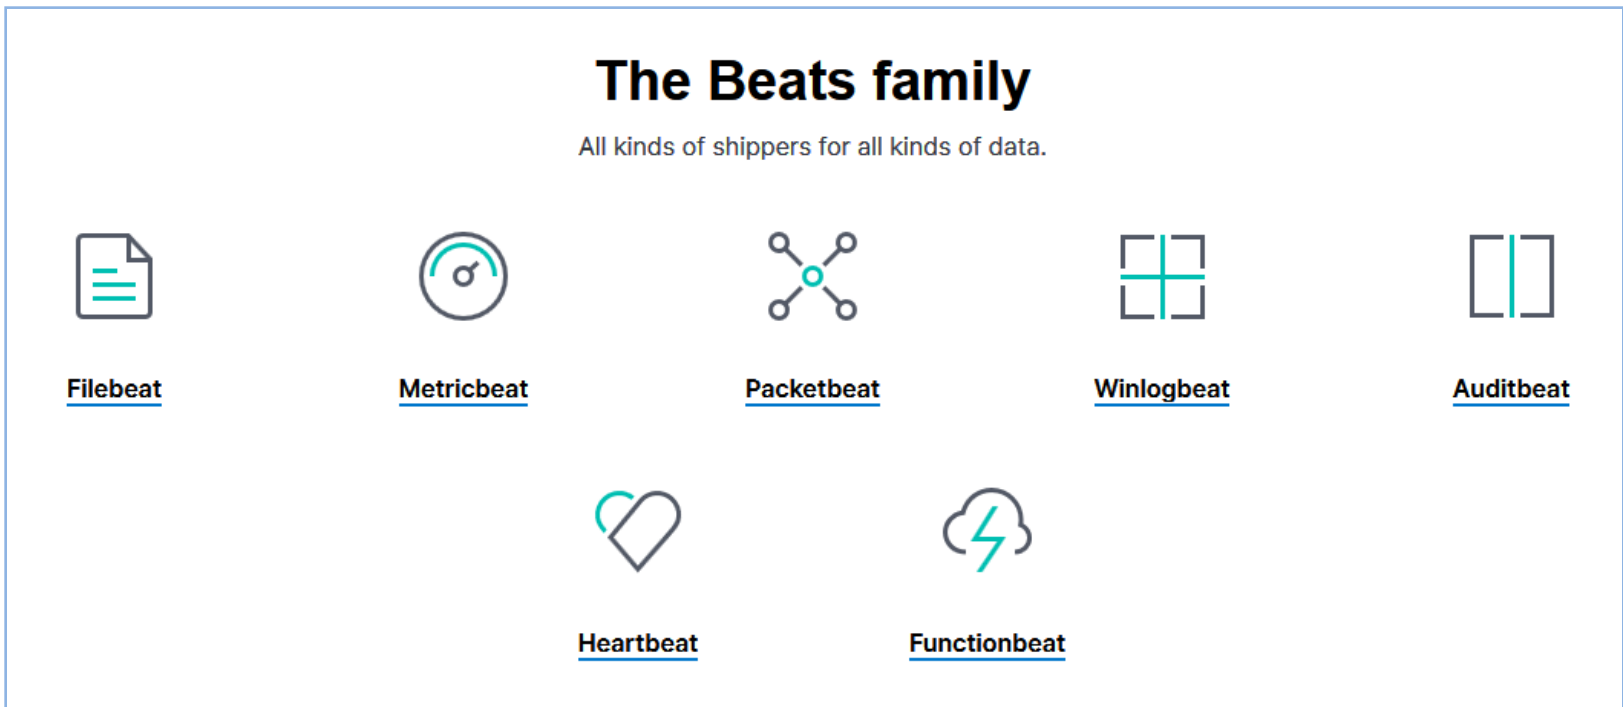 The Beats family
All kinds of shippers for all kinds of data.
Filebeat
Metricbeat
Packetbeat
Winlogbeat
Auditbeat
Heartbeat
Functionbeat